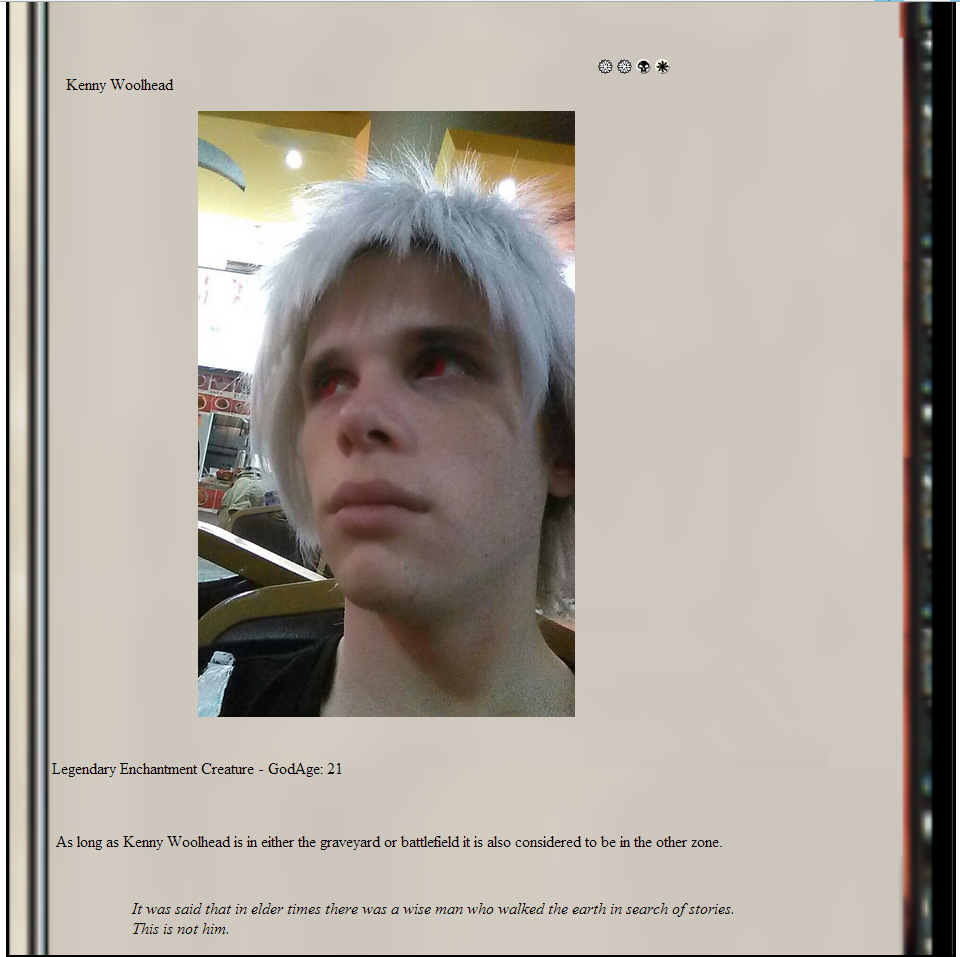 Kenny Woolhead
Legendary Enchantment Creature - GodAge: 21
As long as Kenny Woolhead is in either the graveyard or battlefield it is also considered to be in the other zone.
It was said that in elder times there was a wise man who walked the earth in search of stories.
This is not him.